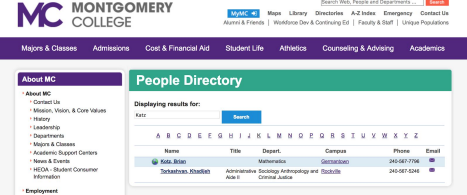 Search Web, People and Departments ... Search
MC MONTGOMERY
COLLEGE
MyMC Maps Library Directories A-Z Index Emergency Contact Us
Alumni & Friends | Workforce Dev & Continuing Ed | Faculty & Staff | Unique Populations
Majors & Classes Admissions Cost & Financial Aid Student Life Athletics Counseling & Advising Academics
About MC
About MC
Contact Us
Mission, Vision, & Core Values
History
Leadership
Departments
Majors & Classes
Academic Support Centers
News & Events
HEOA - Student Consumer
Information
Employment
People Directory
Displaying results for:
Katz Search
A B C D E F G H I J K L M N O P Q R S T U V W X Y Z
Name Title Depart. Campus Phone Email
Katz, Brian Mathematics Germantown 240-567-7796
Torkashvan, Khadijeh Administrative Sociology Anthropology and Rockville 240-567-5246
Aide II Criminal Justice